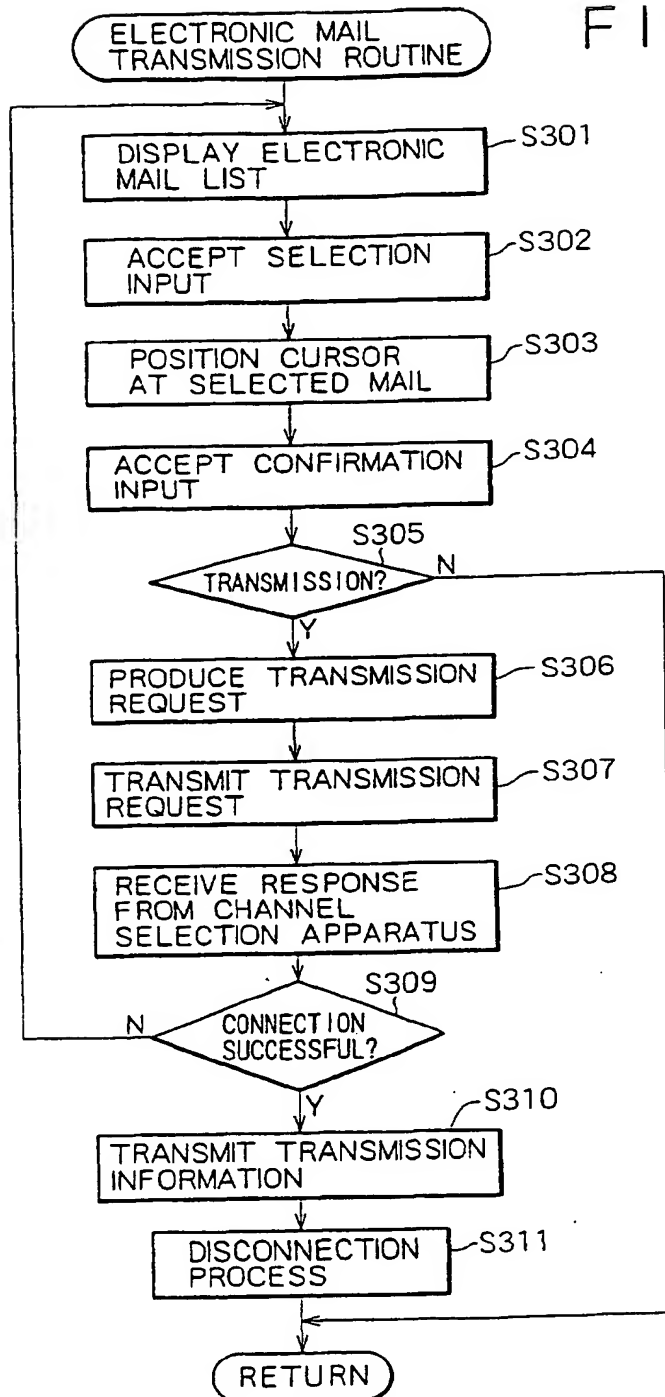 FI
ELECTRONIC MAIL
TRANSMISSION ROUTINE
DISPLAY ELECTRONIC
MAIL LIST
S301
ACCEPT SELECTION
INPUT
S302
POSITION CURSOR
AT SELECTED MAIL
S303
ACCEPT CONFIRMATION
INPUT
S304
S305
TRANSMISSION?
N
Y
PRODUCE TRANSMISSION
REQUEST
S306
TRANSMIT TRANSMISSION
REQUEST
S307
RECEIVE RESPONSE
FROM CHANNEL
SELECTION APPARATUS
S308
S309
CONNECTION
SUCCESSFUL?
N
Y
TRANSMIT TRANSMISSION
INFORMATION
S310
DISCONNECTION
PROCESS
S311
RETURN